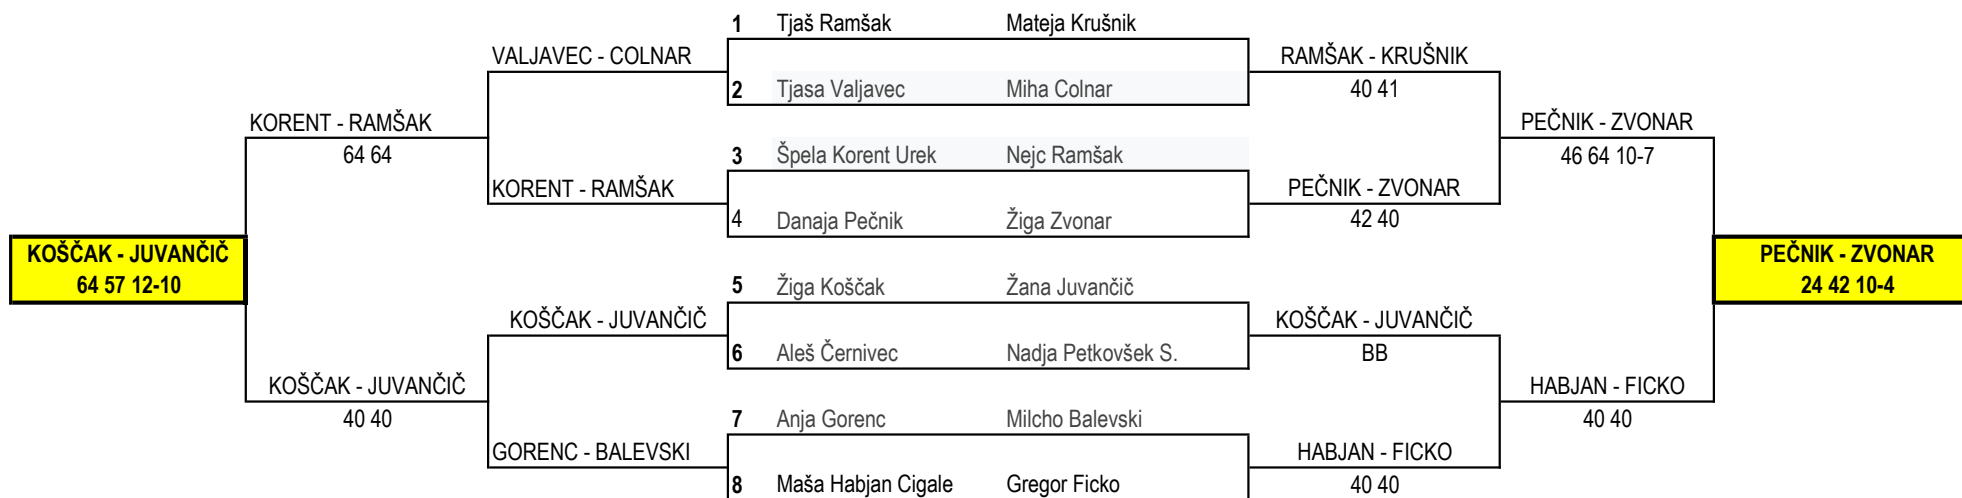 1 Tjaš Ramšak Mateja Krušnik
VALJAVEC - COLNAR RAMŠAK - KRUŠNIK
2 Tjasa Valjavec Miha Colnar 40 41
KORENT - RAMŠAK PEČNIK - ZVONAR
64 64 3 Špela Korent Urek Nejc Ramšak 46 64 10-7
KORENT - RAMŠAK PEČNIK - ZVONAR
4 Danaja Pečnik Žiga Zvonar 42 40
KOŠČAK - JUVANČIČ PEČNIK - ZVONAR
64 57 12-10 5 Žiga Koščak Žana Juvančič 24 42 10-4
KOŠČAK - JUVANČIČ KOŠČAK - JUVANČIČ
6 Aleš Černivec Nadja Petkovšek S. BB
KOŠČAK - JUVANČIČ HABJAN - FICKO
40 40 7 Anja Gorenc Milcho Balevski 40 40
GORENC - BALEVSKI HABJAN - FICKO
8 Maša Habjan Cigale Gregor Ficko 40 40